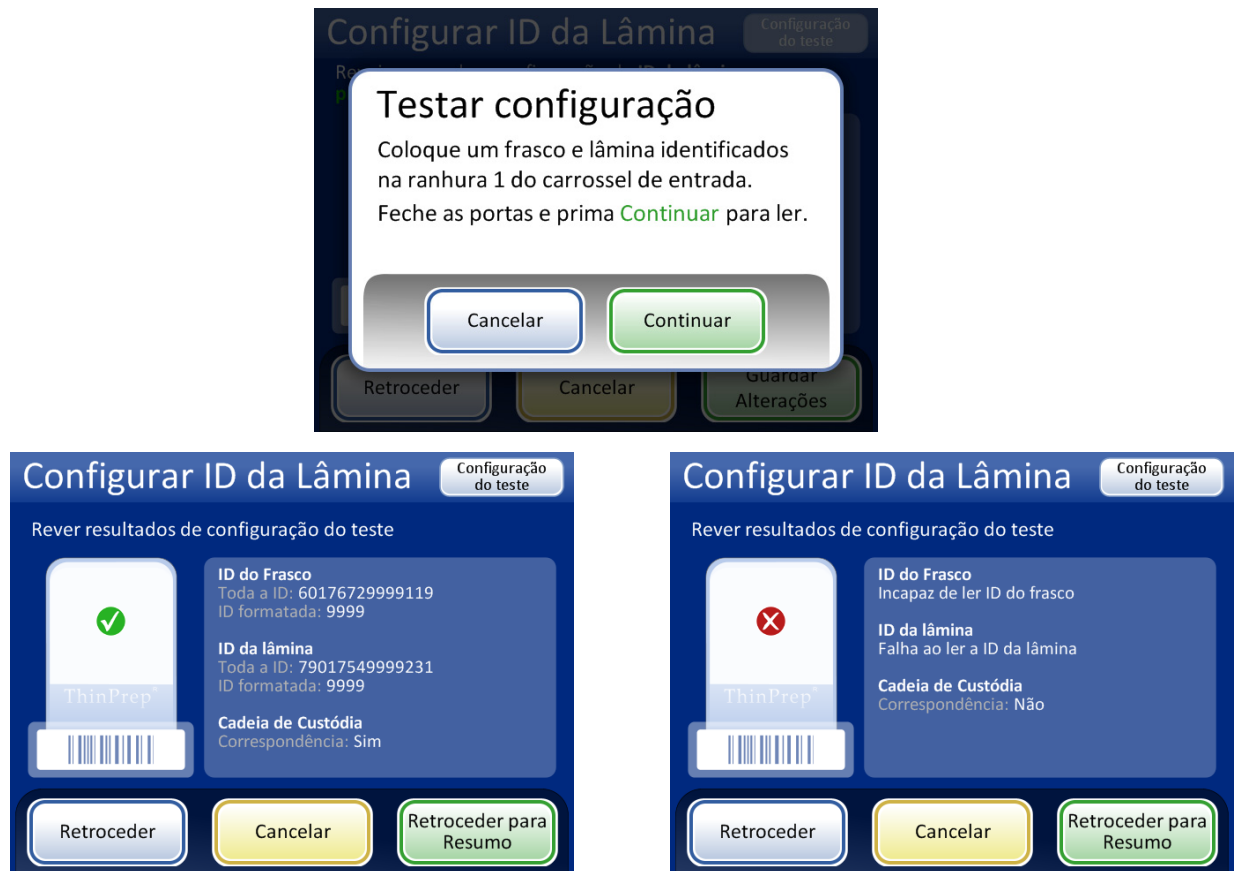 Configurar ID da Lâmina
Configuração
do teste
Testar configuração
Coloque um frasco e lâmina identificados
na ranhura 1 do carrossel de entrada.
Feche as portas e prima Continuar para ler.
Cancelar
Continuar
Retroceder
Cancelar
Guardar
Alterações
Configurar ID da Lâmina
Configuração
do teste
Rever resultados de configuração do teste
ID do Frasco
Toda a ID: 60176729999119
ID formatada: 9999
ID da lâmina
Toda a ID: 79017549999231
ID formatada: 9999
Cadeia de Custódia
Correspondência: Sim
ThinPrep®
Retroceder
Cancelar
Retroceder para
Resumo
Configurar ID da Lâmina
Configuração
do teste
Rever resultados de configuração do teste
ID do Frasco
Incapaz de ler ID do frasco
ID da lâmina
Falha ao ler a ID da lâmina
Cadeia de Custódia
Correspondência: Não
ThinPrep®
Retroceder
Cancelar
Retroceder para
Resumo